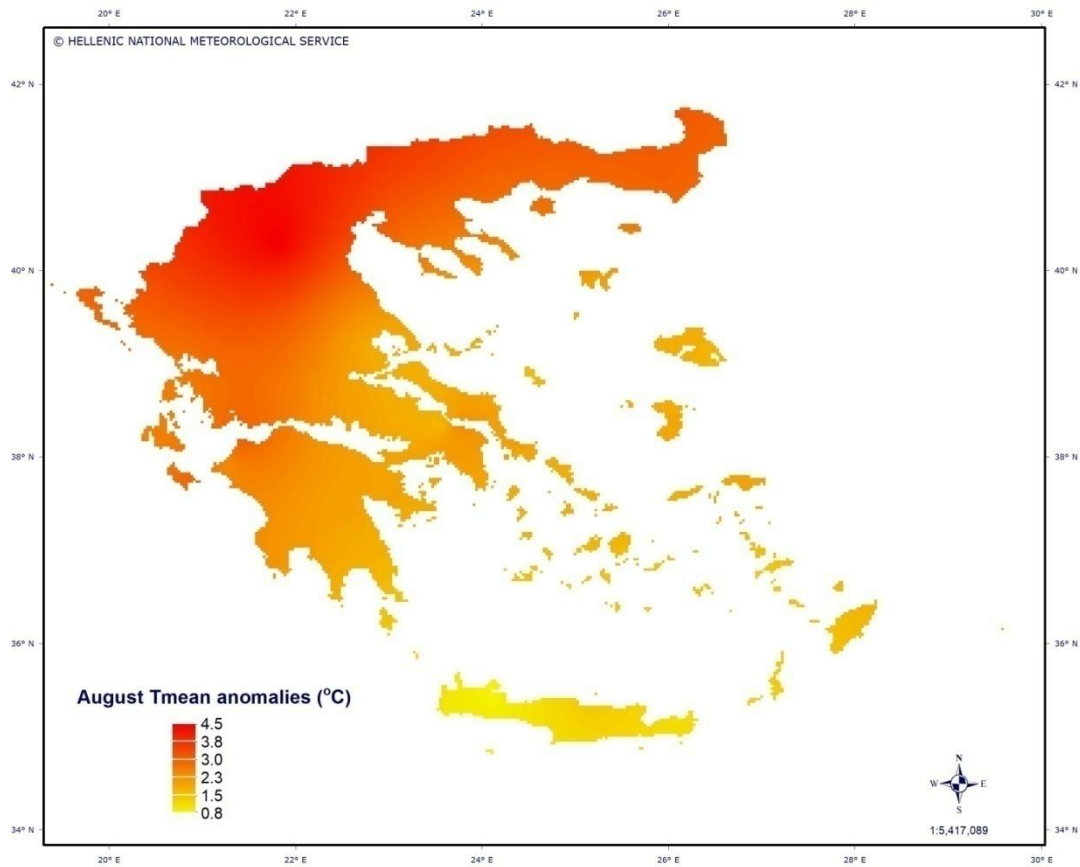 20° E 22° E 24° E 26° E 28° E 30° E
© HELLENIC NATIONAL METEOROLOGICAL SERVICE
42° N 42° N
40° N 40° N
38° N 38° N
36° N 36° N
August Tmean anomalies (°C)
4.5
3.8
3.0
2.3
1.5
0.8
N
W E
S
1:5,417,089
34° N 34° N
20° E 22° E 24° E 26° E 28° E 30° E